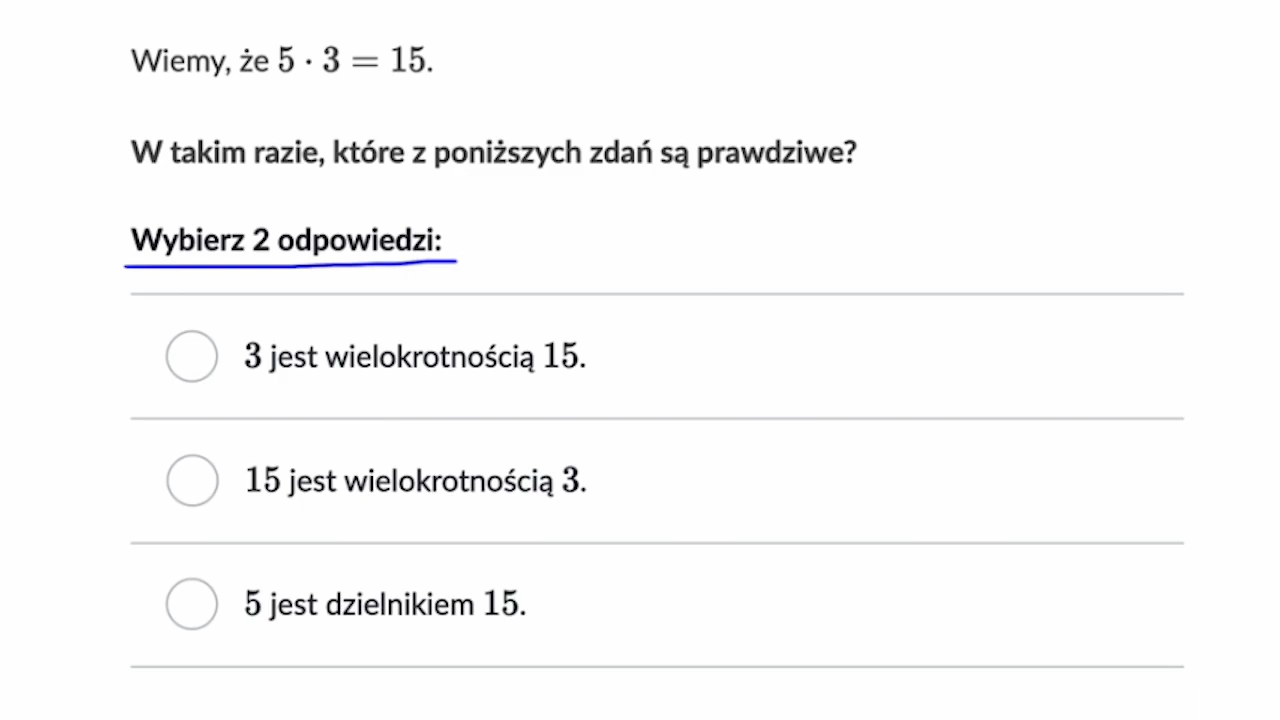 Wiemy, że 5 · 3 = 15.
W takim razie, które z poniższych zdań są prawdziwe?
Wybierz 2 odpowiedzi:
3 jest wielokrotnością 15.
15 jest wielokrotnością 3.
5 jest dzielnikiem 15.